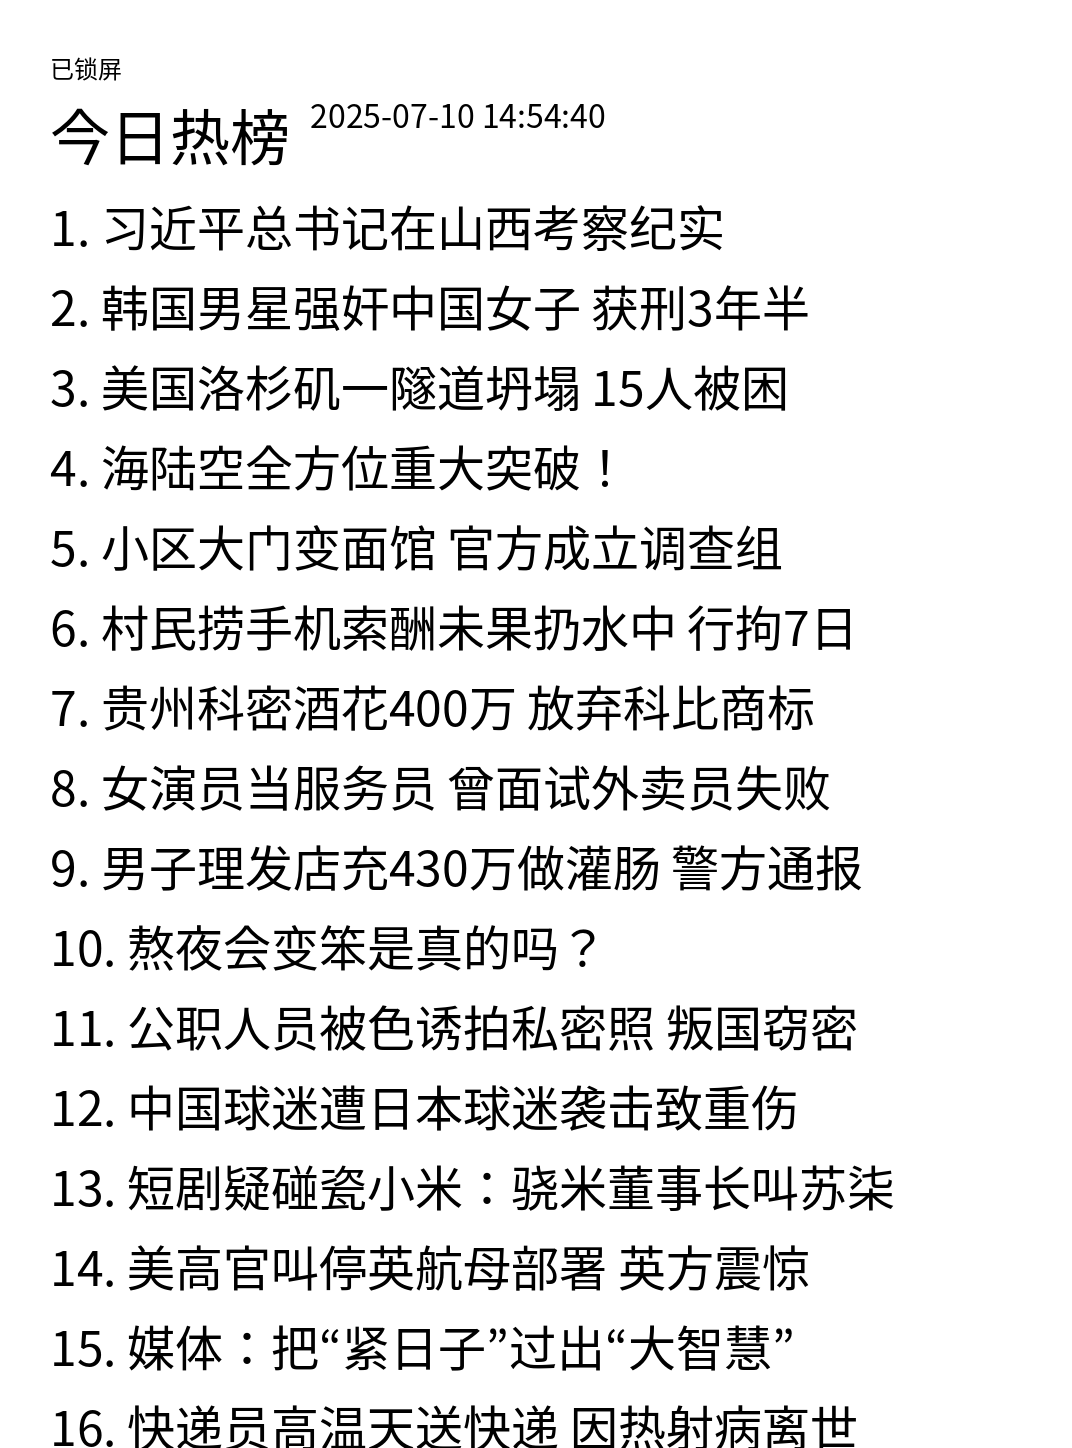 已锁屏
今日热榜 2025-07-10 14:54:40
1. 习近平总书记在山西考察纪实
2. 韩国男星强奸中国女子 获刑3年半
3. 美国洛杉矶一隧道坍塌 15人被困
4. 海陆空全方位重大突破！
5. 小区大门变面馆 官方成立调查组
6. 村民捞手机索酬未果扔水中 行拘7日
7. 贵州科密酒花400万 放弃科比商标
8. 女演员当服务员 曾面试外卖员失败
9. 男子理发店充430万做灌肠 警方通报
10. 熬夜会变笨是真的吗？
11. 公职人员被色诱拍私密照 叛国窃密
12. 中国球迷遭日本球迷袭击致重伤
13. 短剧疑碰瓷小米：骁米董事长叫苏柒
14. 美高官叫停英航母部署 英方震惊
15. 媒体：把“紧日子”过出“大智慧”
16. 快递员高温天送快递 因热射病离世